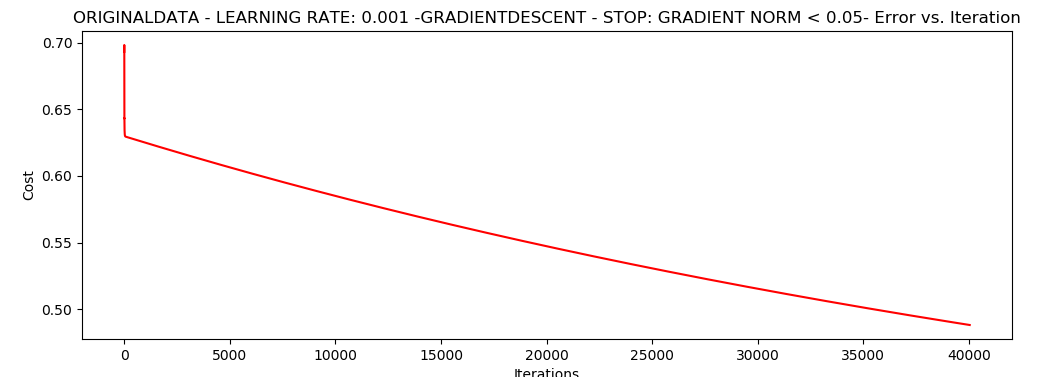 ORIGINALDATA - LEARNING RATE: 0.001 -GRADIENTDESCENT - STOP: GRADIENT NORM < 0.05- Error vs. Iteration
0.70
0.65
0.60
0.55
0.50
Cost
0 5000 10000 15000 20000 25000 30000 35000 40000
Iterations